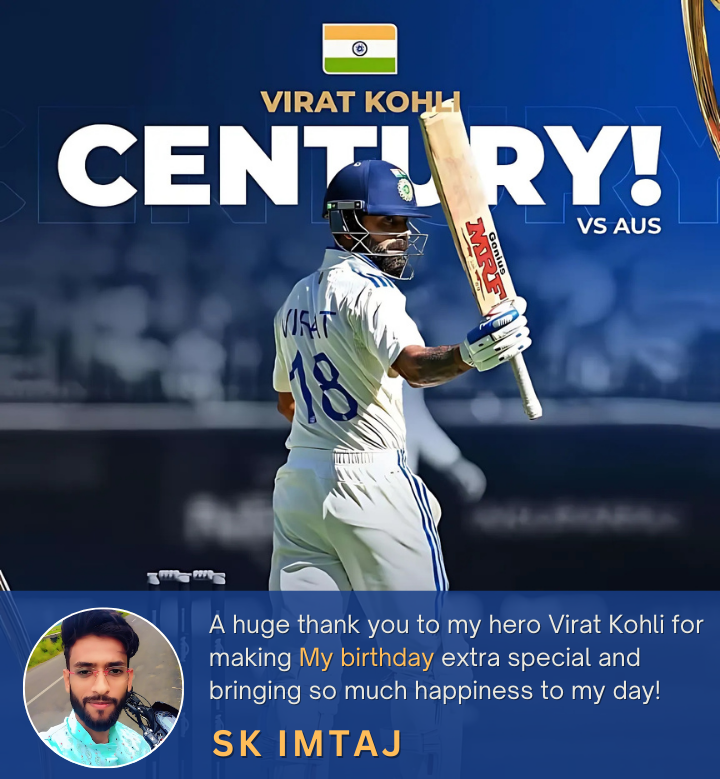 VIRAT KOHLI
CENTURY!
VS AUS
MRF
Genius
VIRAT
18
A huge thank you to my hero Virat Kohli for
making My birthday extra special and
bringing so much happiness to my day!
SK IMTAJ